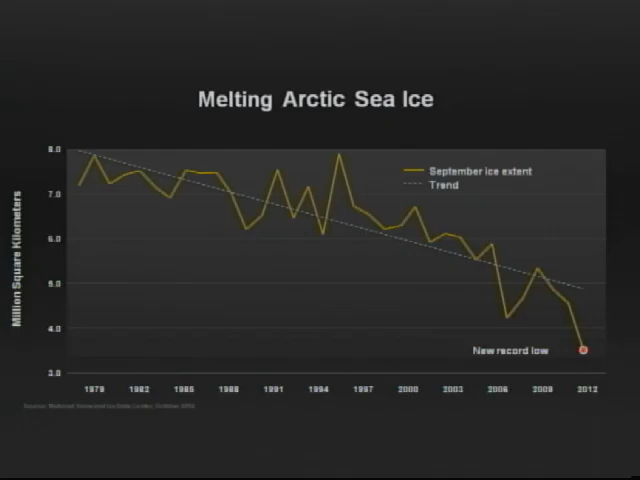 Melting Arctic Sea Ice
8.0
7.0
6.0
5.0
4.0
3.0
Million Square Kilometers
September ice extent
Trend
New record low
1979 1982 1985 1988 1991 1994 1997 2000 2003 2006 2009 2012